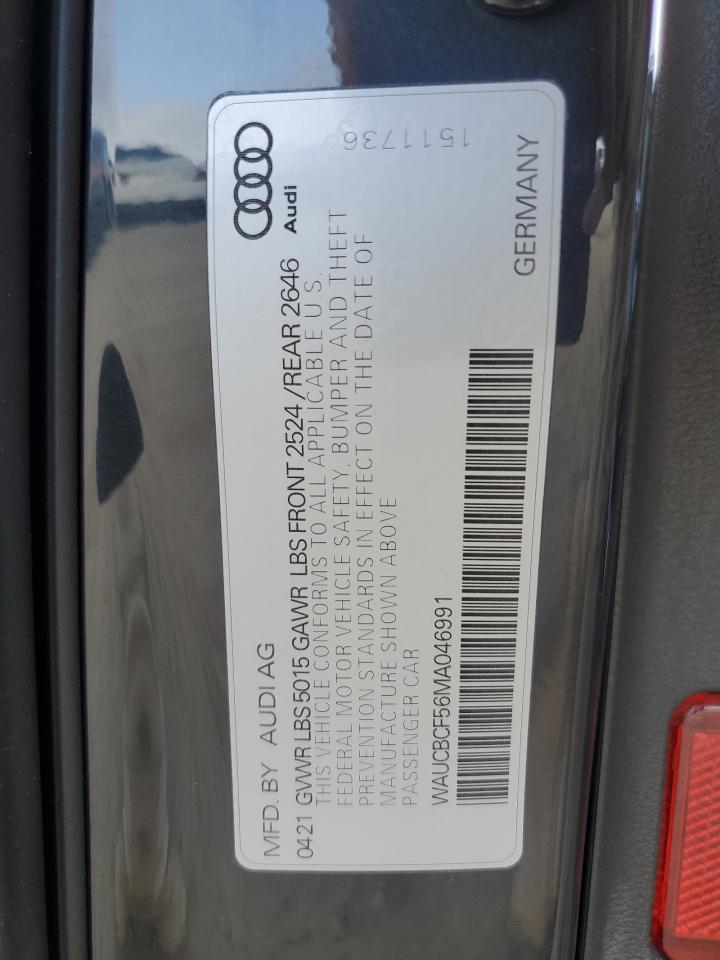 MFD. BY AUDI AG
Audi
0421 GVWR LBS 5015 GAWR LBS FRONT 2524 /REAR 2646
THIS VEHICLE CONFORMS TO ALL APPLICABLE U.S.
FEDERAL MOTOR VEHICLE SAFETY, BUMPER AND THEFT
PREVENTION STANDARDS IN EFFECT ON THE DATE OF
MANUFACTURE SHOWN ABOVE
PASSENGER CAR
WAUCBCF56MA046991
GERMANY
1511736